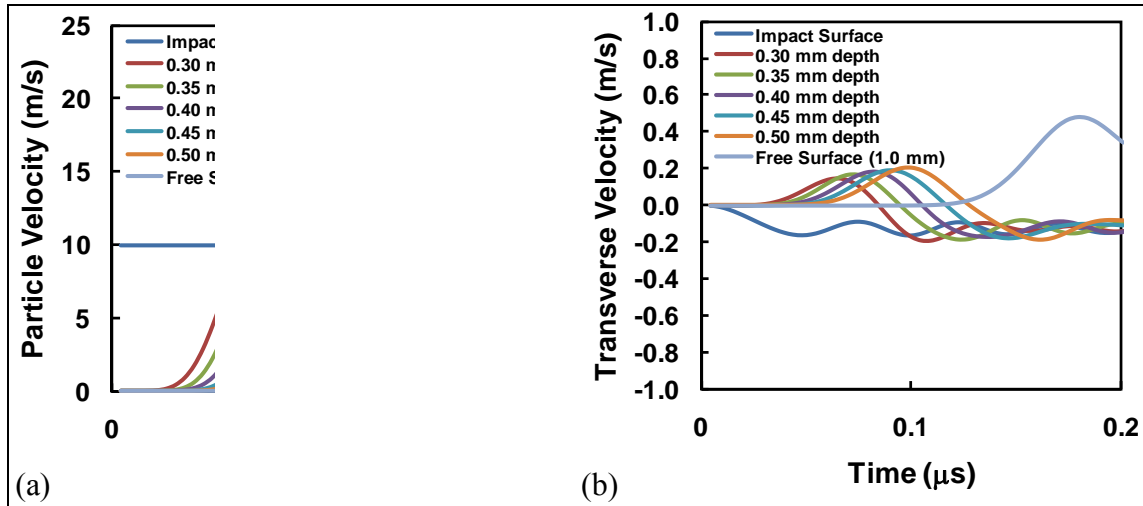 25
20
15
10
5
0
0
Particle Velocity (m/s)
Impac
0.30 m
0.35 m
0.40 m
0.45 m
0.50 m
Free S
(a)
1.0
0.8
0.6
0.4
0.2
0.0
-0.2
-0.4
-0.6
-0.8
-1.0
Transverse Velocity (m/s)
Impact Surface
0.30 mm depth
0.35 mm depth
0.40 mm depth
0.45 mm depth
0.50 mm depth
Free Surface (1.0 mm)
0 0.1 0.2
Time (μs)
(b)